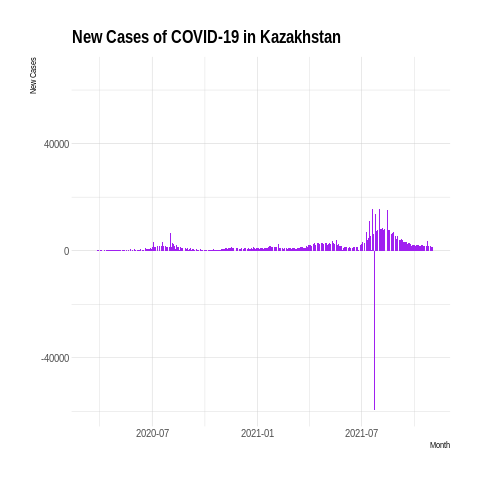 New Cases of COVID-19 in Kazakhstan
New Cases
40000
0
-40000
2020-07
2021-01
2021-07
Month